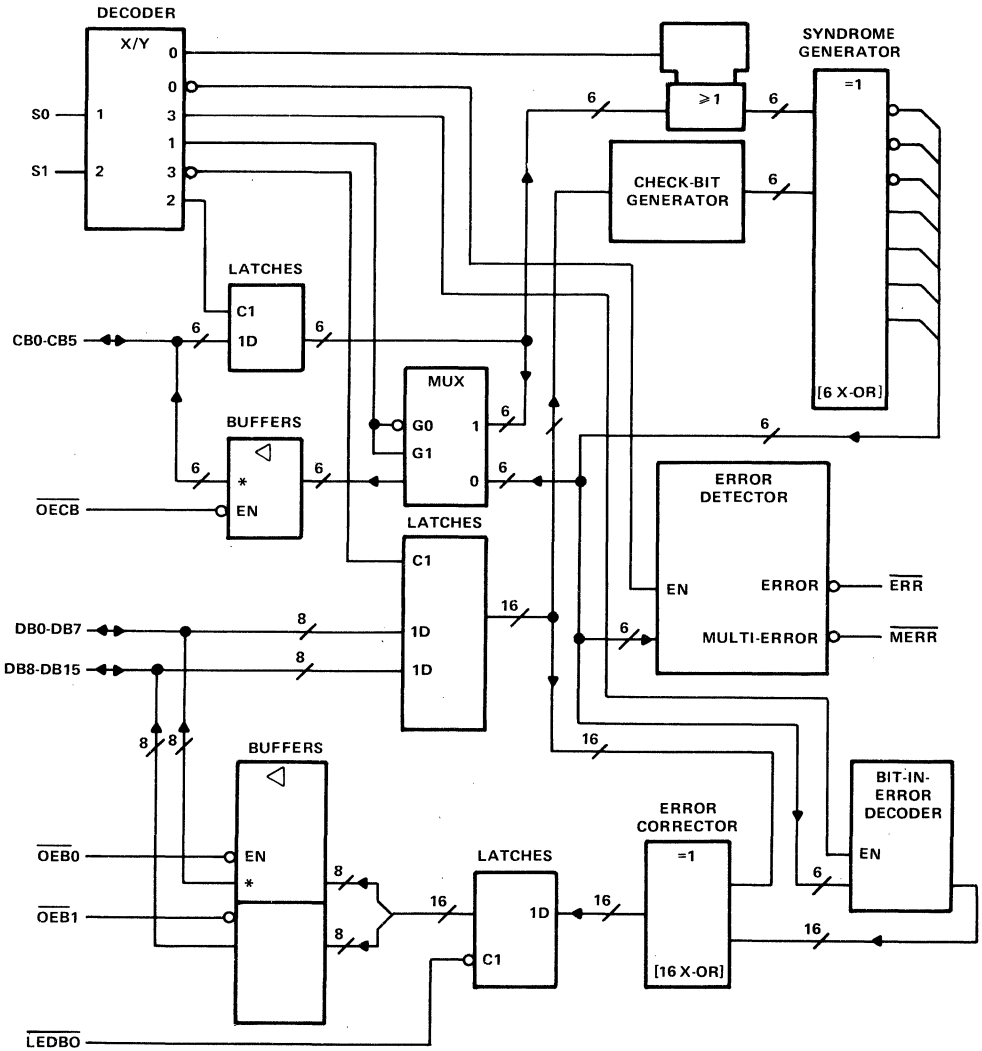 DECODER
X/Y
0
0
3
1
3
2
S0
1
S1
2
SYNDROME
GENERATOR
=1
[6 X-OR]
⩾1
6
6
CHECK-BIT
GENERATOR
6
LATCHES
C1
1D
CB0-CB5
6
6
MUX
G0
G1
1
0
6
6
6
BUFFERS
▷
*
EN
6
6
OECB
ERROR
DETECTOR
EN
ERROR
MULTI-ERROR
ERR
MERR
6
LATCHES
C1
1D
1D
16
DB0-DB7
8
DB8-DB15
8
8
8
16
BUFFERS
▷
EN
*
OEB0
OEB1
8
8
LATCHES
1D
C1
16
16
ERROR
CORRECTOR
=1
[16 X-OR]
BIT-IN-
ERROR
DECODER
EN
6
16
LEDBO